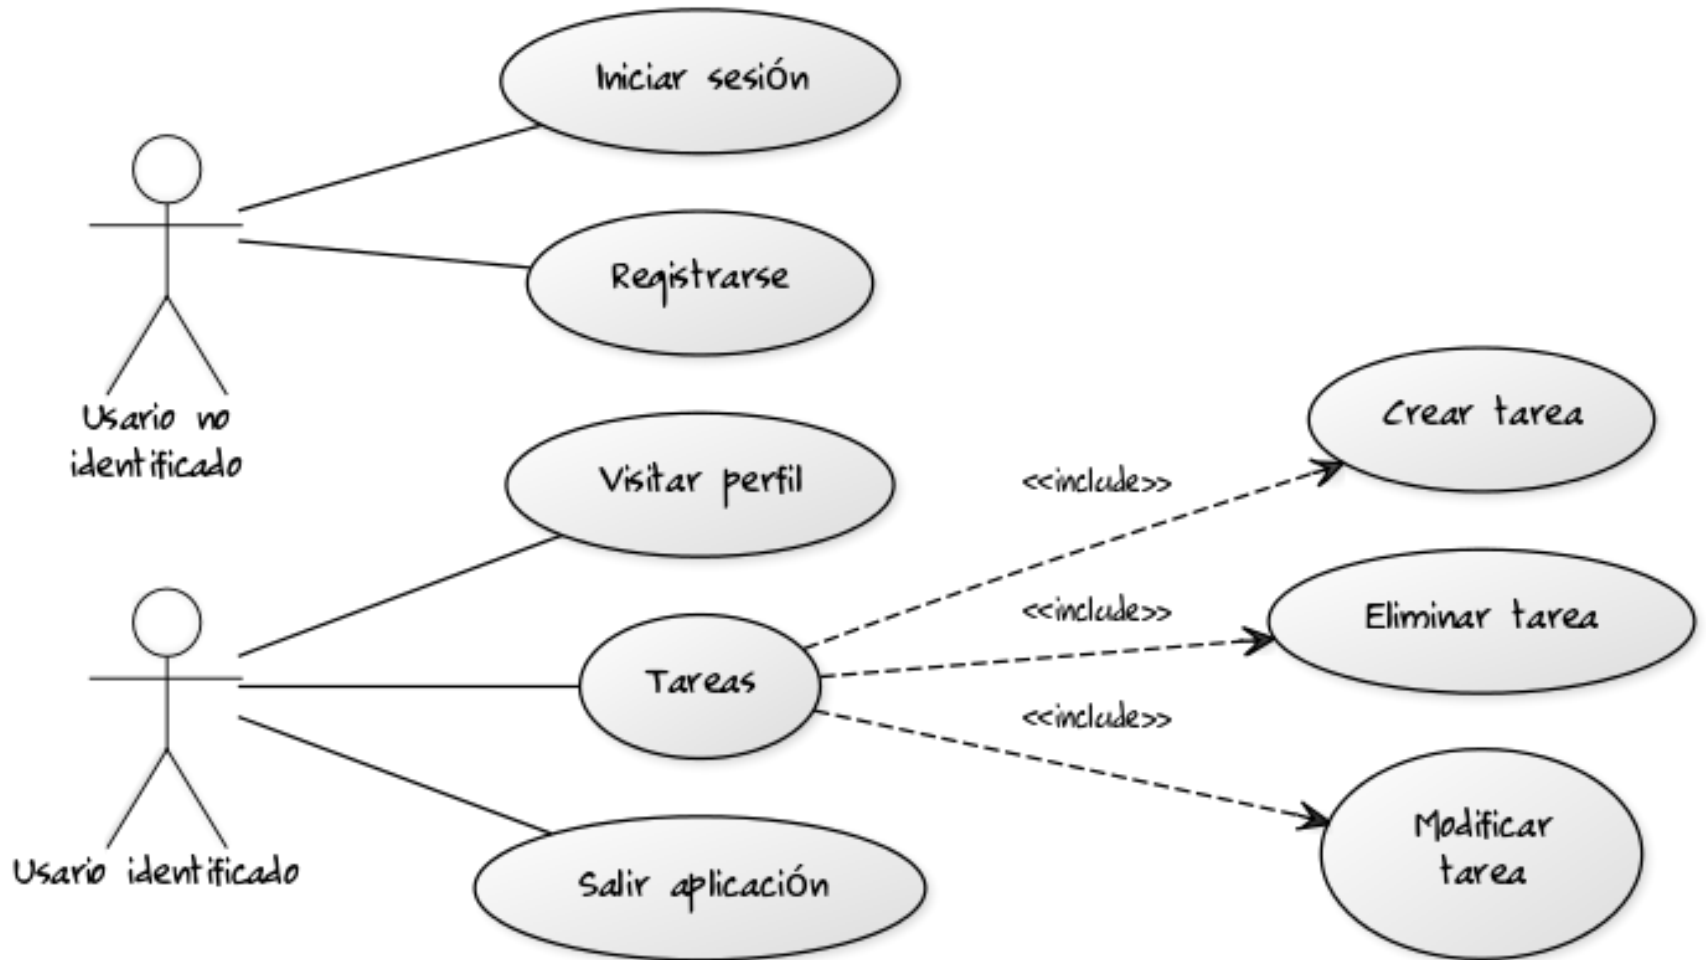 Iniciar sesión
Registrarse
Usario no
identificado
Visitar perfil
Crear tarea
<<include>>
Eliminar tarea
<<include>>
Tareas
<<include>>
Modificar
tarea
Usario identificado
Salir aplicación